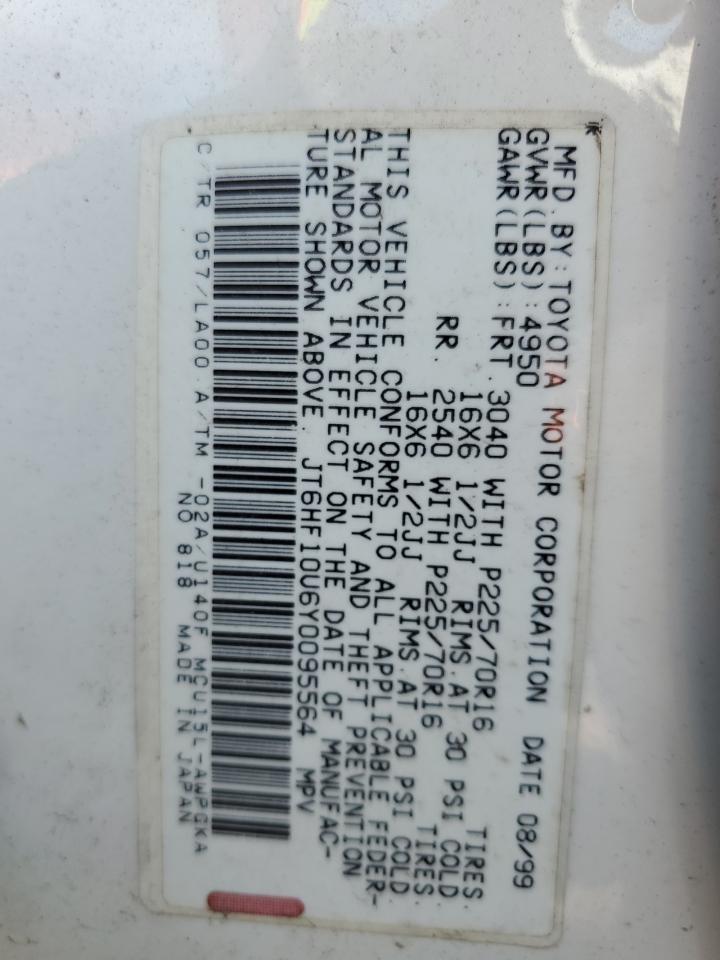 MFD.BY:TOYOTA MOTOR CORPORATION DATE 08/99
GVWR(LBS):4950
GAWR(LBS):FRT.3040 WITH P225/70R16 TIRES.
16X6 1/2JJ RIMS.AT 30 PSI COLD
RR. 2540 WITH P225/70R16 TIRES.
16X6 1/2JJ RIMS.AT 30 PSI COLD.
THIS VEHICLE CONFORMS TO ALL APPLICABLE FEDER-
AL MOTOR VEHICLE SAFETY AND THEFT PREVENTION
STANDARDS IN EFFECT ON THE DATE OF MANUFAC-
TURE SHOWN ABOVE. JT6HF10U6Y0095564 MPV
C/TR 057/LA00 A/TM -02A/U140F MCU15L-AWPGKA
NO 818 MADE IN JAPAN